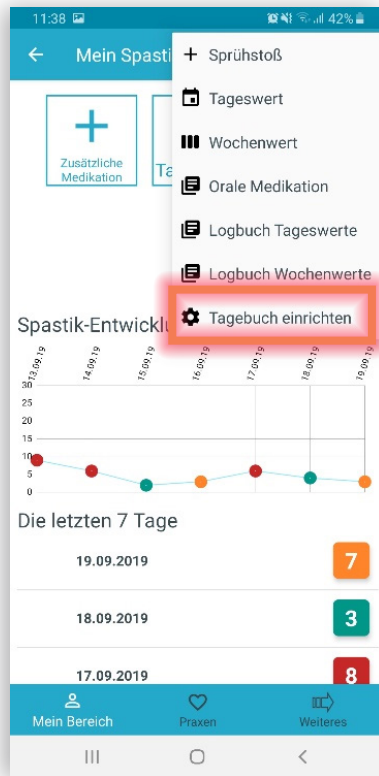 11:38 42%
Mein Spasti
+ Sprühstoß
Tageswert
Wochenwert
Orale Medikation
Logbuch Tageswerte
Logbuch Wochenwerte
Tagebuch einrichten
Zusätzliche
Medikation
Ta
Spastik-Entwicklu
13.09.19 14.09.19 15.09.19 16.09.19 17.09.19 18.09.19 19.09.19
30
25
20
15
10
5
0
Die letzten 7 Tage
19.09.2019 7
18.09.2019 3
17.09.2019 8
Mein Bereich Praxen Weiteres